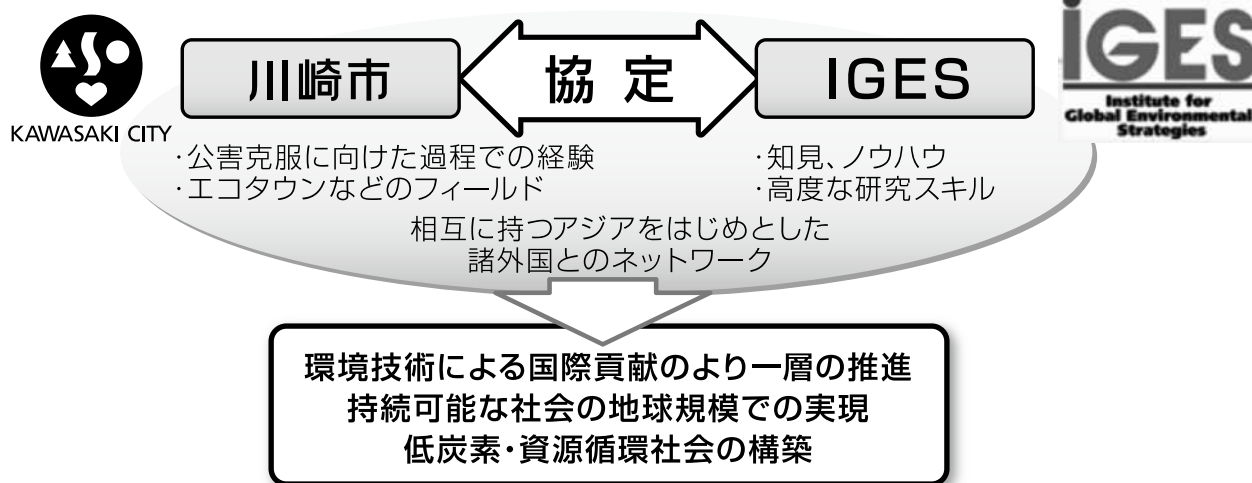 川崎市
協定
IGES
iGES
Institute for
Global Environmental
Strategies
KAWASAKI CITY
・公害克服に向けた過程での経験
・エコタウンなどのフィールド
・知見、ノウハウ
・高度な研究スキル
相互に持つアジアをはじめとした
諸外国とのネットワーク
環境技術による国際貢献のより一層の推進
持続可能な社会の地球規模での実現
低炭素・資源循環社会の構築